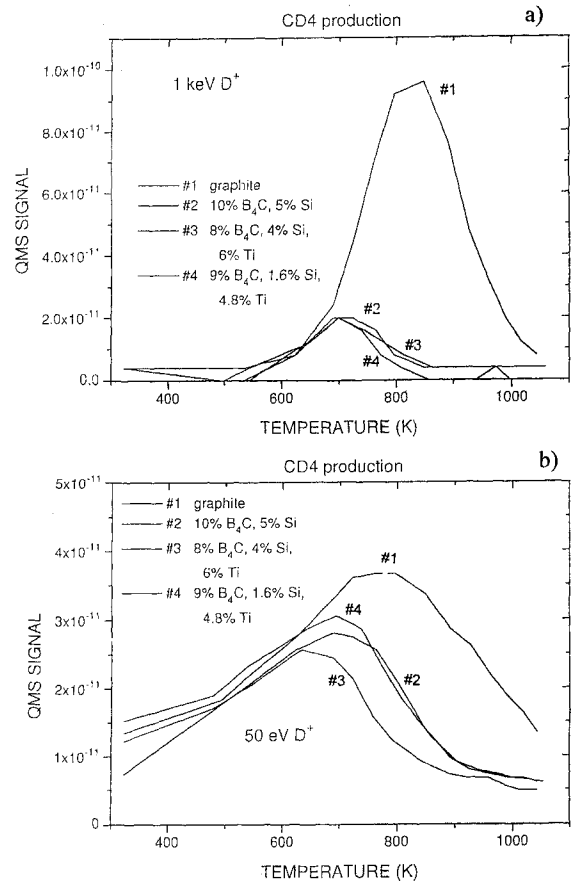 CD4 production
a)
1.0x10-10
1 keV D+
#1
8.0x10-11
#1 graphite
#2 10% B4C, 5% Si
#3 8% B4C, 4% Si,
6% Ti
#4 9% B4C, 1.6% Si,
4.8% Ti
6.0x10-11
4.0x10-11
2.0x10-11
0.0
#2
#3
#4
QMS SIGNAL
400 600 800 1000
TEMPERATURE (K)
CD4 production
b)
5x10-11
#1 graphite
#2 10% B4C, 5% Si
#3 8% B4C, 4% Si,
6% Ti
#4 9% B4C, 1.6% Si,
4.8% Ti
4x10-11
3x10-11
2x10-11
1x10-11
0
#1
#4
#2
#3
50 eV D+
QMS SIGNAL
400 600 800 1000
TEMPERATURE (K)